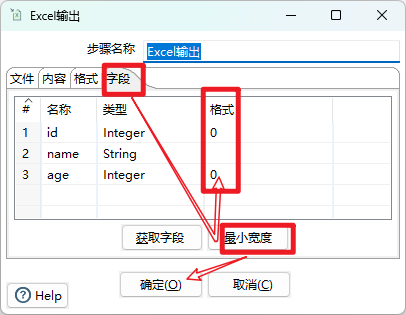 Excel输出
步骤名称 Excel输出
文件 内容 格式 字段
# 名称 类型 格式
1 id Integer 0
2 name String
3 age Integer 0
获取字段 最小宽度
确定(O) 取消(C)
Help